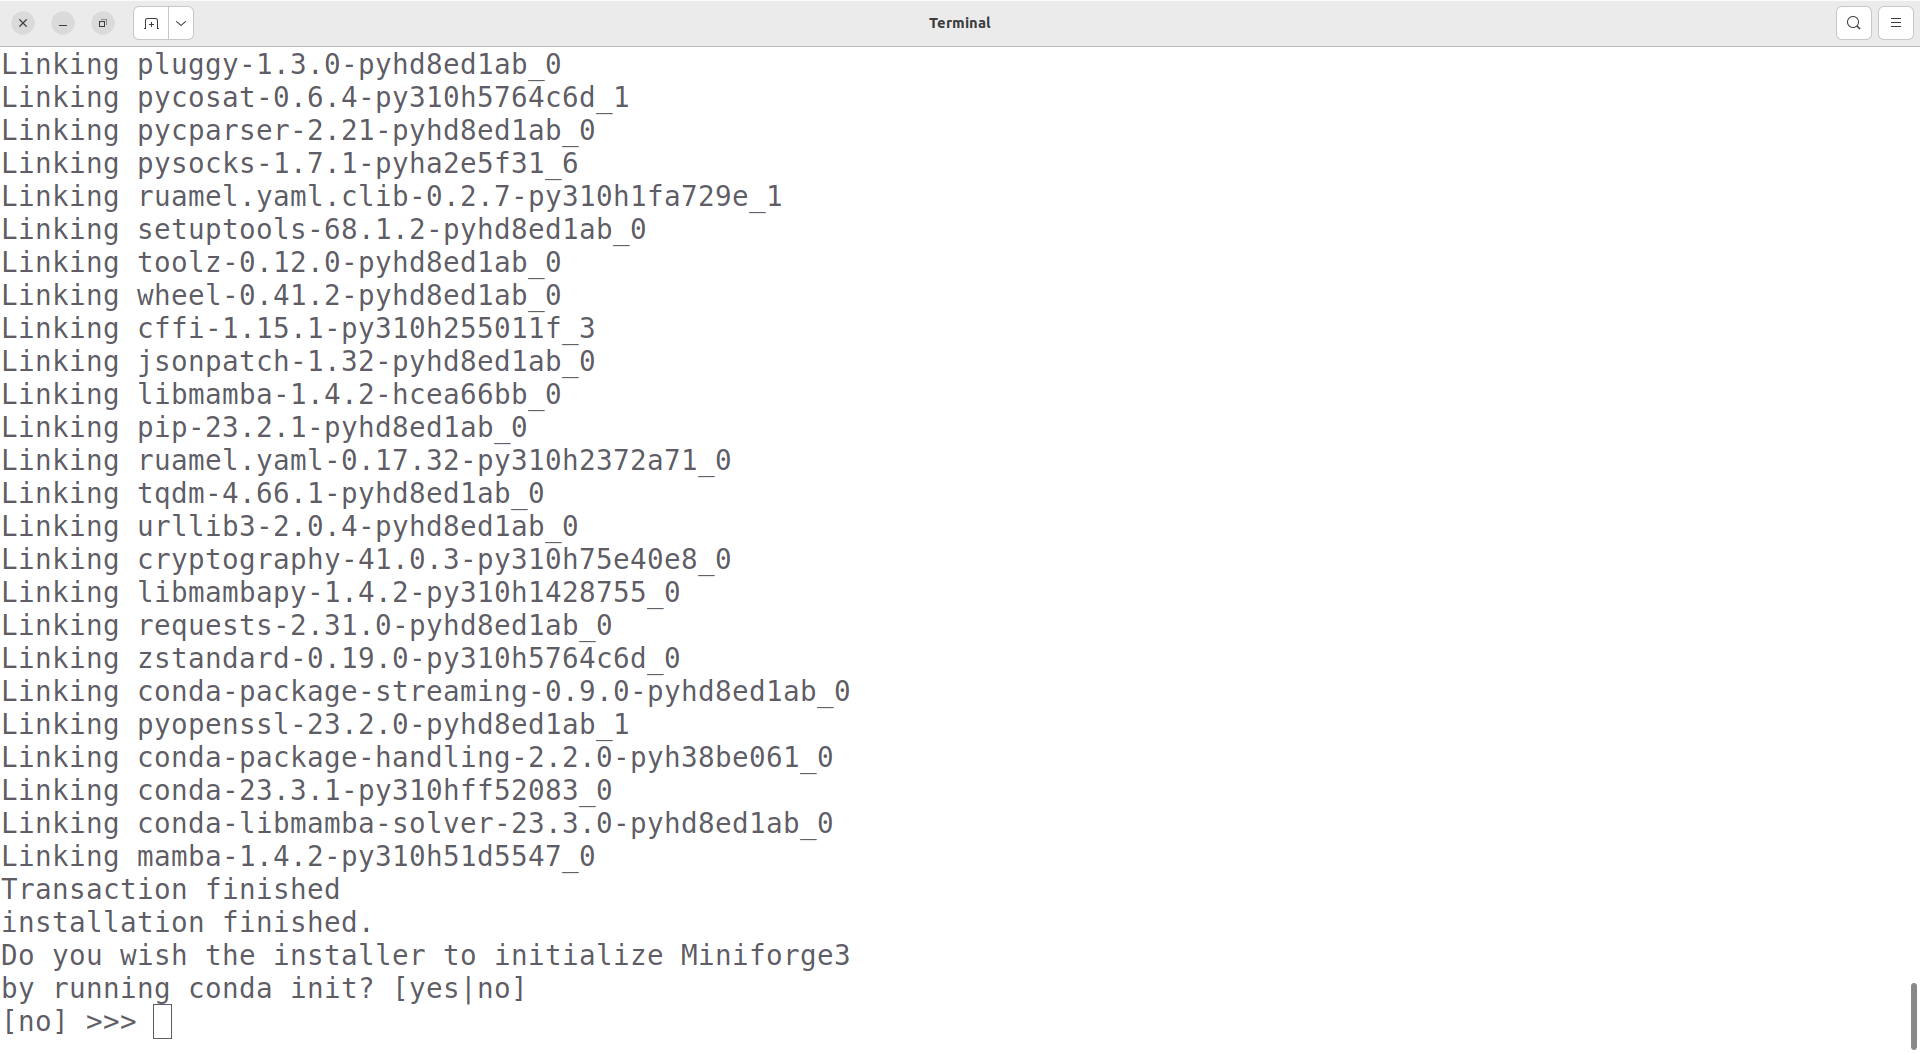 Terminal
Linking pluggy-1.3.0-pyhd8ed1ab_0
Linking pycosat-0.6.4-py310h5764c6d_1
Linking pycparser-2.21-pyhd8ed1ab_0
Linking pysocks-1.7.1-pyha2e5f31_6
Linking ruamel.yaml.clib-0.2.7-py310h1fa729e_1
Linking setuptools-68.1.2-pyhd8ed1ab_0
Linking toolz-0.12.0-pyhd8ed1ab_0
Linking wheel-0.41.2-pyhd8ed1ab_0
Linking cffi-1.15.1-py310h255011f_3
Linking jsonpatch-1.32-pyhd8ed1ab_0
Linking libmamba-1.4.2-hcea66bb_0
Linking pip-23.2.1-pyhd8ed1ab_0
Linking ruamel.yaml-0.17.32-py310h2372a71_0
Linking tqdm-4.66.1-pyhd8ed1ab_0
Linking urllib3-2.0.4-pyhd8ed1ab_0
Linking cryptography-41.0.3-py310h75e40e8_0
Linking libmambapy-1.4.2-py310h1428755_0
Linking requests-2.31.0-pyhd8ed1ab_0
Linking zstandard-0.19.0-py310h5764c6d_0
Linking conda-package-streaming-0.9.0-pyhd8ed1ab_0
Linking pyopenssl-23.2.0-pyhd8ed1ab_1
Linking conda-package-handling-2.2.0-pyh38be061_0
Linking conda-23.3.1-py310hff52083_0
Linking conda-libmamba-solver-23.3.0-pyhd8ed1ab_0
Linking mamba-1.4.2-py310h51d5547_0
Transaction finished
installation finished.
Do you wish the installer to initialize Miniforge3
by running conda init? [yes|no]
[no] >>>